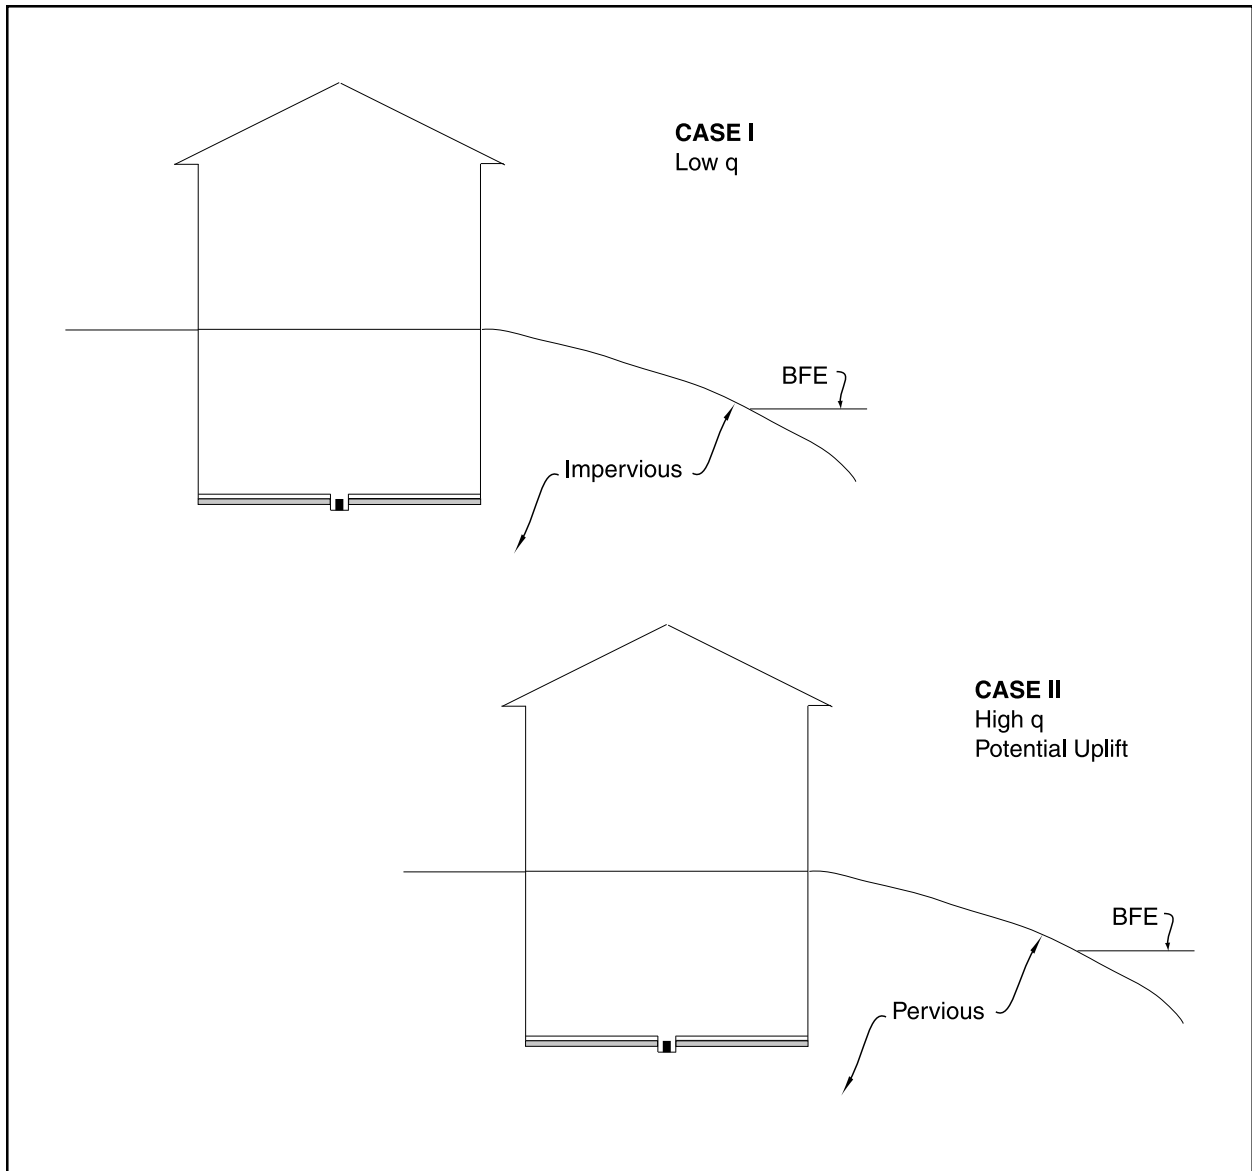 CASE I
Low q
BFE
Impervious
CASE II
High q
Potential Uplift
BFE
Pervious